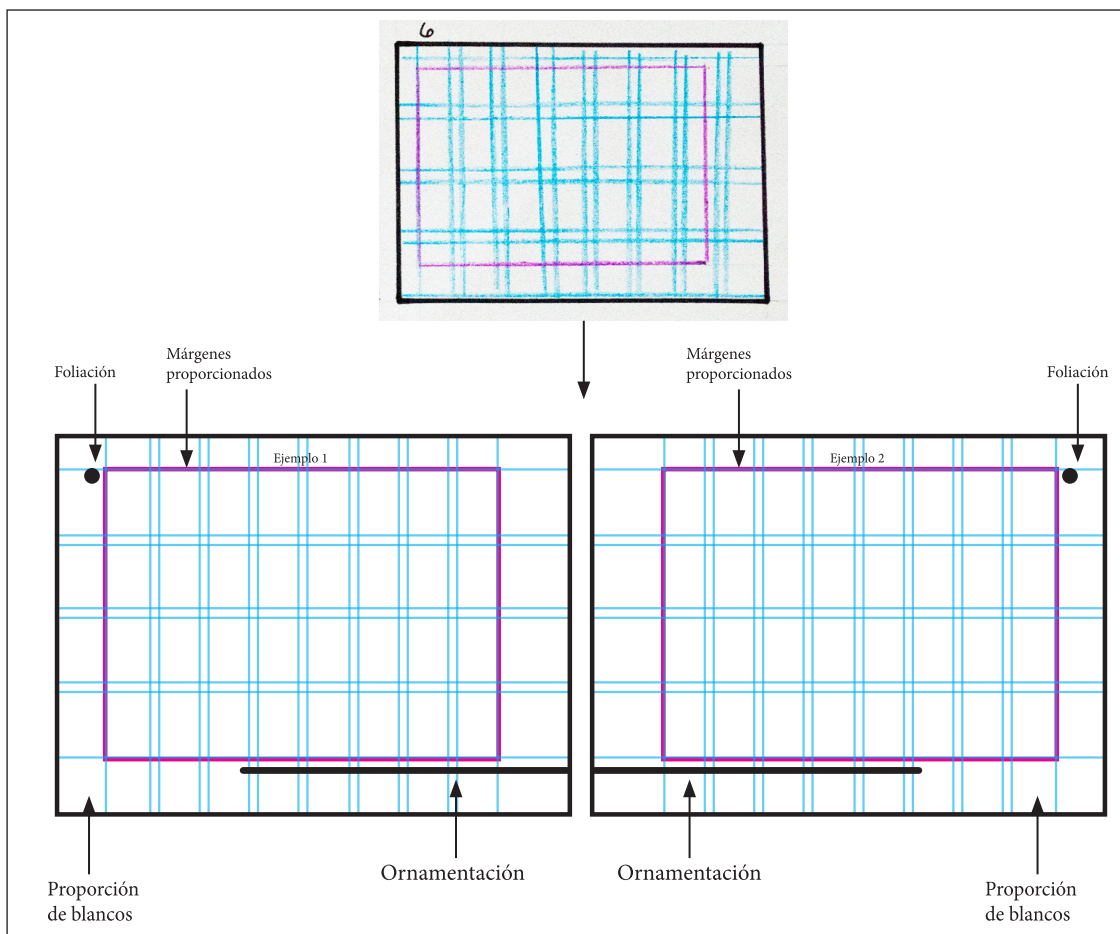 6
Márgenes
proporcionados
Foliación
Márgenes
proporcionados
Foliación
Ejemplo 1
Ejemplo 2
Ornamentación
Ornamentación
Proporción
de blancos
Proporción
de blancos